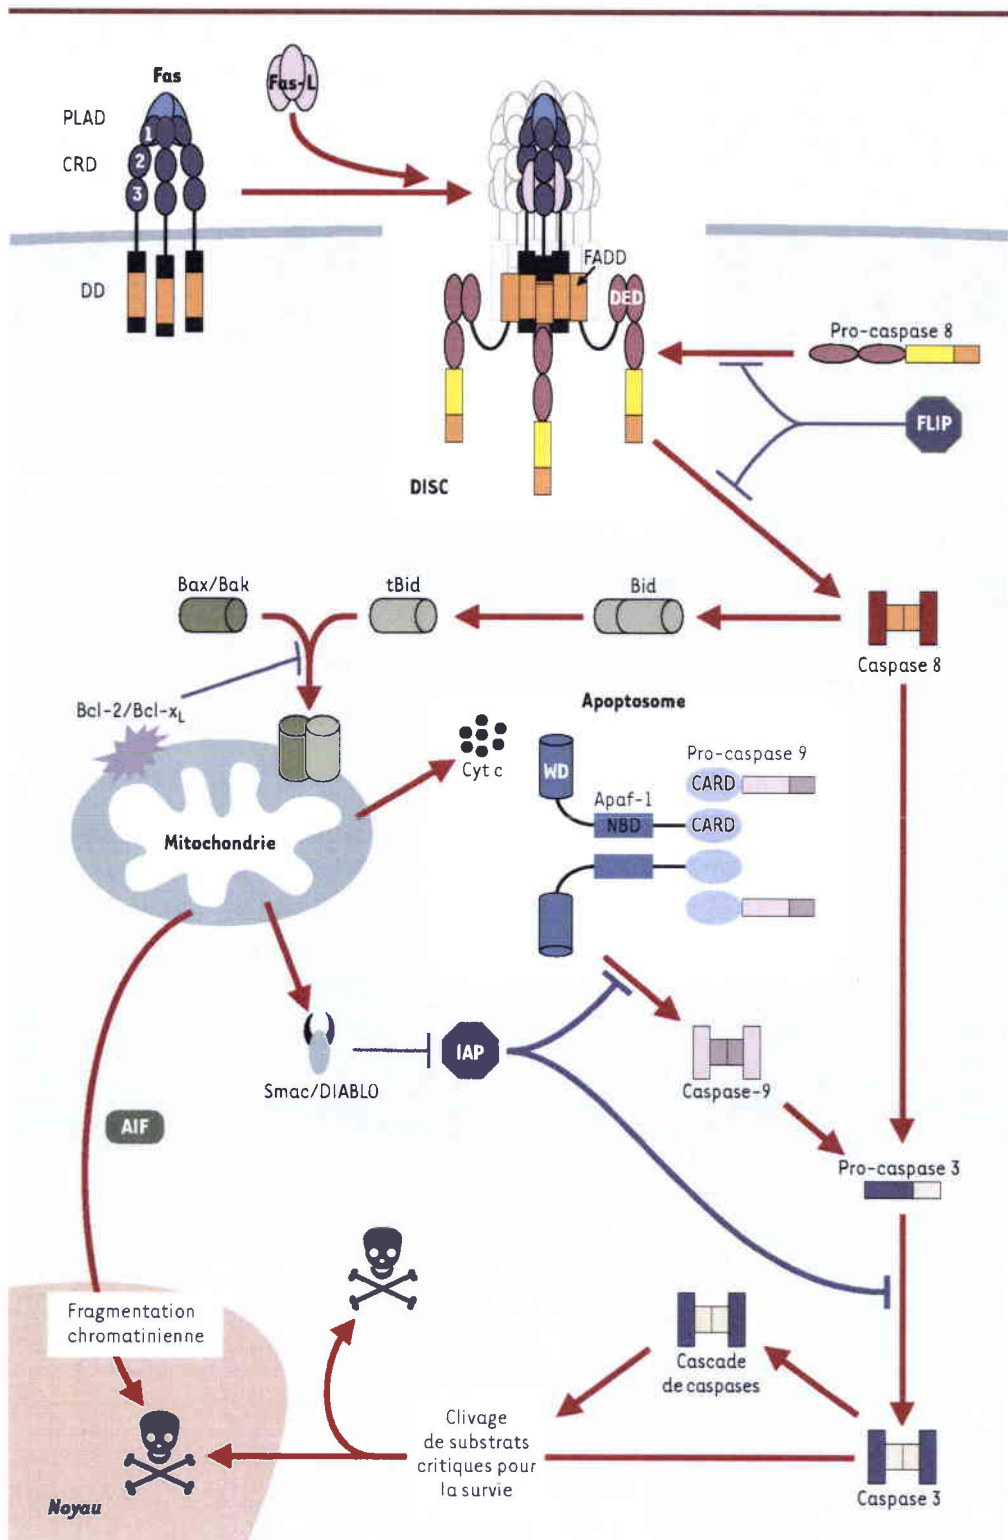 Fas
Fas-L
PLAD
1
CRD
2
3
DD
FADD
DED
Pro-caspase 8
FLIP
DISC
Bax/Bak
tBid
Bid
Caspase 8
Bcl-2/Bcl-xL
Apoptosome
Cyt c
WD
Pro-caspase 9
CARD
Apaf-1
NBD
CARD
Mitochondrie
IAP
Smac/DIABLO
Caspase-9
AIF
Pro-caspase 3
Fragmentation
chromatinienne
Cascade
de caspases
Clivage
de substrats
critiques pour
la survie
Caspase 3
Noyau